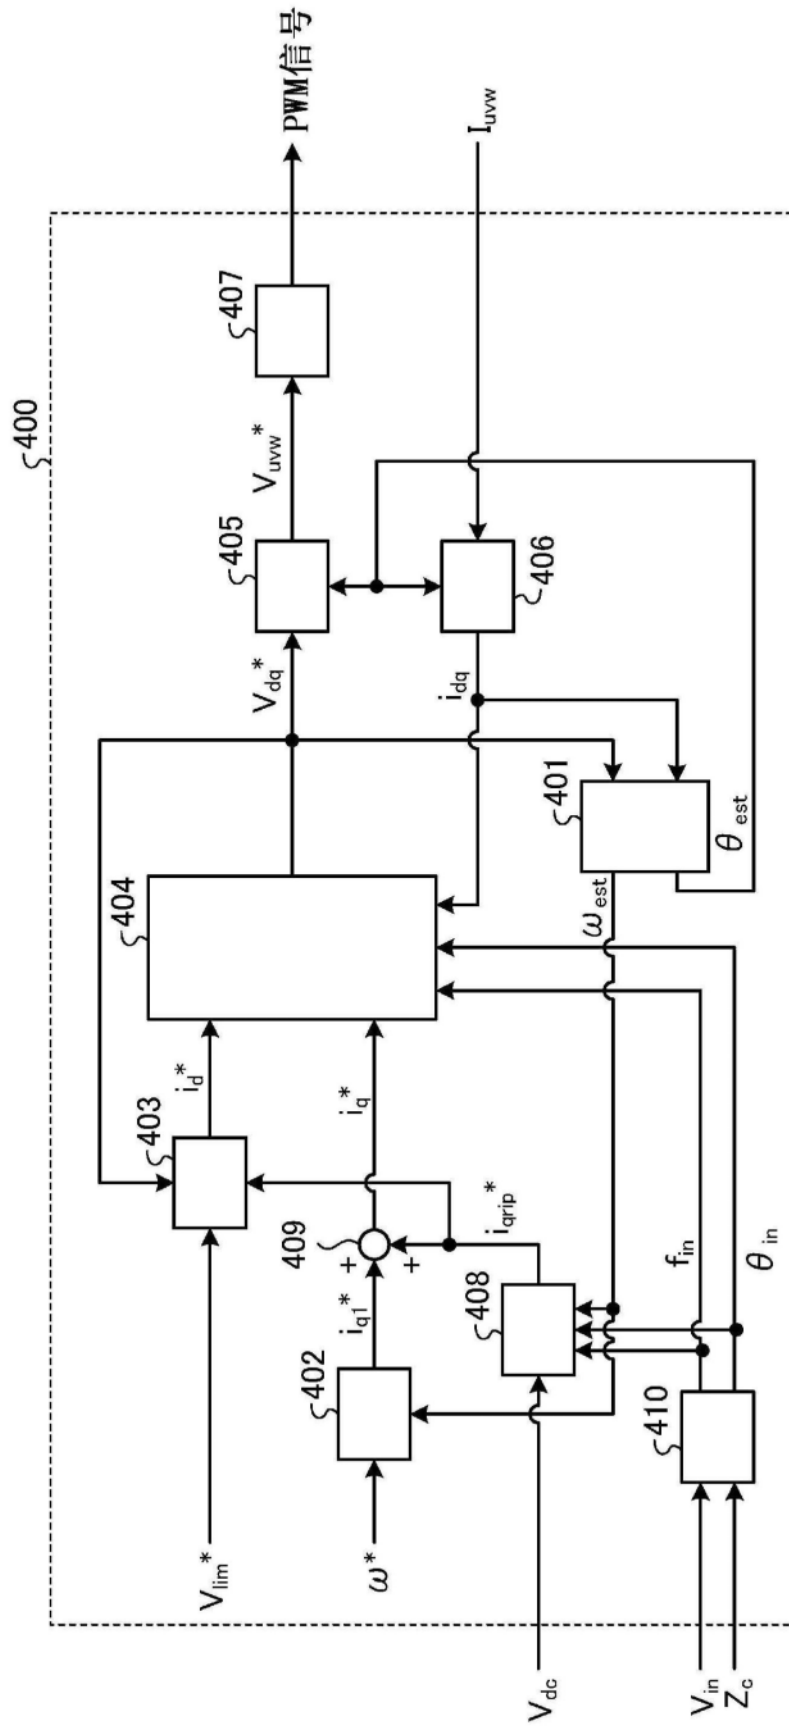 400
V_lim*
403
i_d*
404
V_dq*
405
V_uvw*
407
PWM信号
ω*
402
i_q1*
409
+
+
i_q*
i_qrip*
i_dq
406
I_uvw
V_dc
408
ω_est
401
θ_est
V_in
Z_c
410
f_in
θ_in